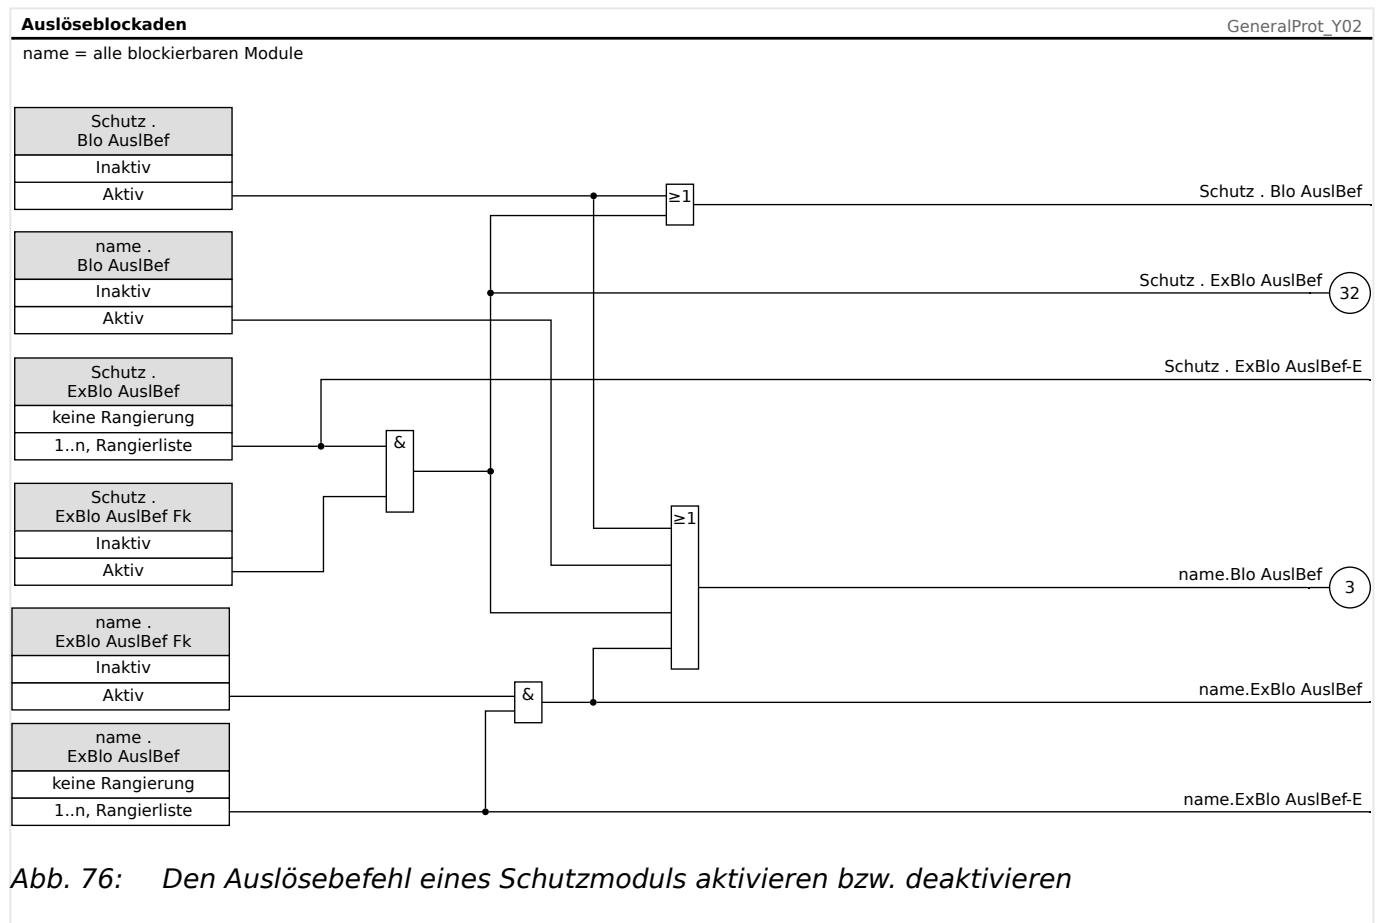 Auslöseblockaden
GeneralProt_Y02
name = alle blockierbaren Module
Schutz .
Blo AuslBef
Inaktiv
Aktiv
≥1
Schutz . Blo AuslBef
name .
Blo AuslBef
Inaktiv
Aktiv
Schutz . ExBlo AuslBef
32
Schutz .
ExBlo AuslBef
keine Rangierung
1..n, Rangierliste
&
Schutz . ExBlo AuslBef-E
Schutz .
ExBlo AuslBef Fk
Inaktiv
Aktiv
≥1
name.Blo AuslBef
3
name .
ExBlo AuslBef Fk
Inaktiv
Aktiv
&
name.ExBlo AuslBef
name .
ExBlo AuslBef
keine Rangierung
1..n, Rangierliste
name.ExBlo AuslBef-E
Abb. 76: Den Auslösebefehl eines Schutzmoduls aktivieren bzw. deaktivieren